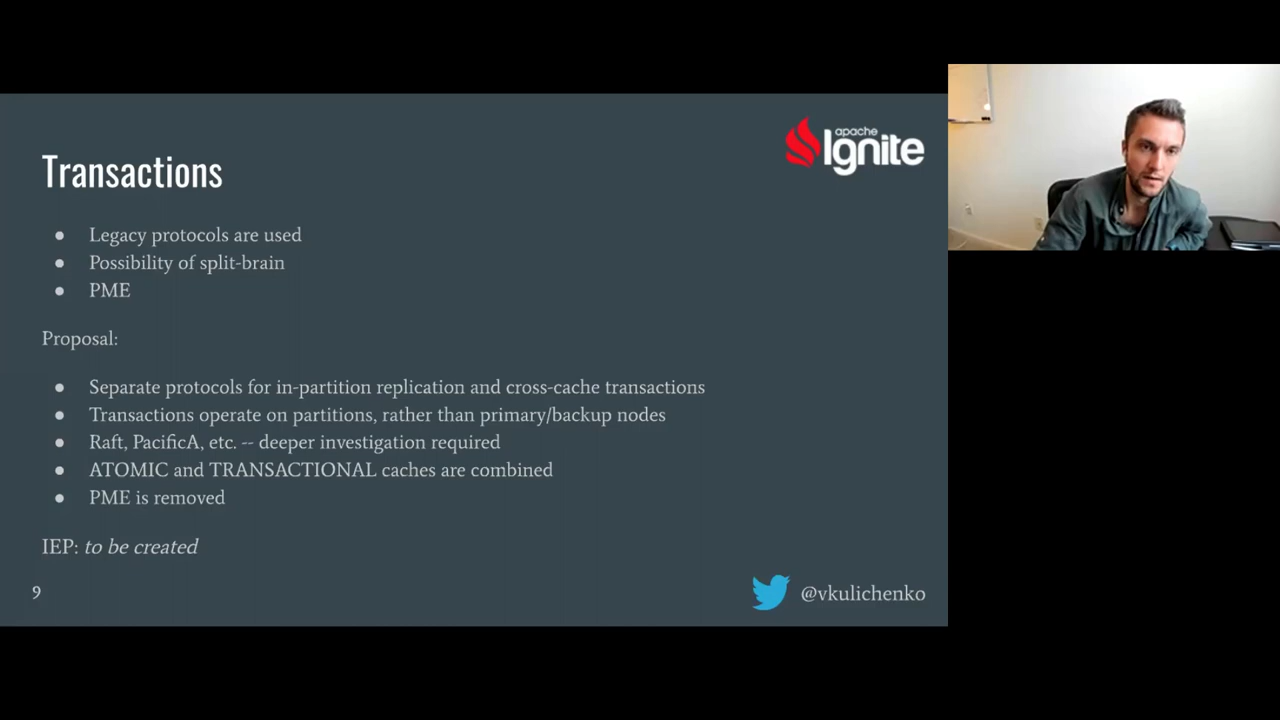 apache
Ignite
Transactions
● Legacy protocols are used
● Possibility of split-brain
● PME
Proposal:
● Separate protocols for in-partition replication and cross-cache transactions
● Transactions operate on partitions, rather than primary/backup nodes
● Raft, PacificA, etc. -- deeper investigation required
● ATOMIC and TRANSACTIONAL caches are combined
● PME is removed
IEP: to be created
9
@vkulichenko